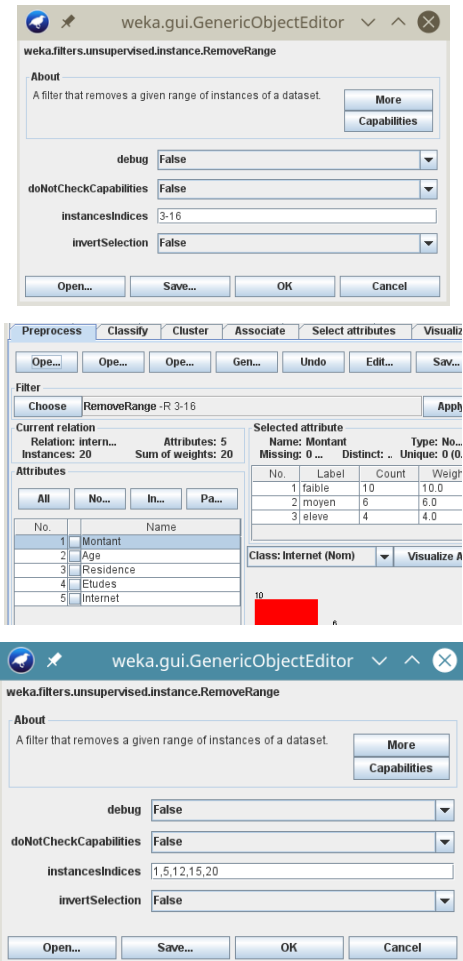 weka.gui.GenericObjectEditor
weka.filters.unsupervised.instance.RemoveRange
About
A filter that removes a given range of instances of a dataset.
More
Capabilities
debug False
doNotCheckCapabilities False
instancesIndices 3-16
invertSelection False
Open... Save... OK Cancel
Preprocess Classify Cluster Associate Select attributes Visualiz
Ope... Ope... Ope... Gen... Undo Edit... Sav...
Filter
Choose RemoveRange -R 3-16 Apply
Current relation
Relation: intern... Attributes: 5
Instances: 20 Sum of weights: 20
Attributes
All No... In... Pa...
No. Name
1 Montant
2 Age
3 Residence
4 Etudes
5 Internet
Selected attribute
Name: Montant Type: No...
Missing: 0 ... Distinct: .. Unique: 0 (0.
No. Label Count Weigh
1 faible 10 10.0
2 moyen 6 6.0
3 eleve 4 4.0
Class: Internet (Nom) Visualize A
10
weka.gui.GenericObjectEditor
weka.filters.unsupervised.instance.RemoveRange
About
A filter that removes a given range of instances of a dataset.
More
Capabilities
debug False
doNotCheckCapabilities False
instancesIndices 1,5,12,15,20
invertSelection False
Open... Save... OK Cancel